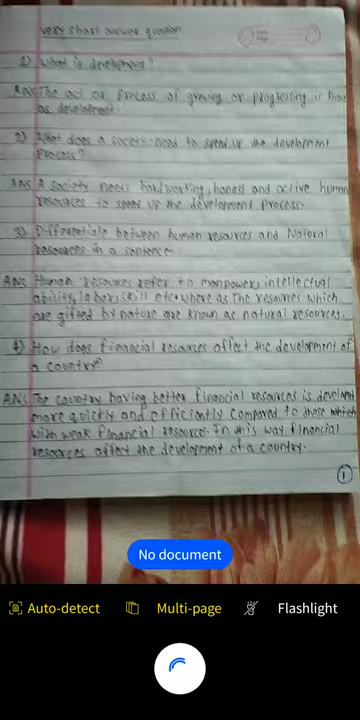 very short answer question
1) What is development?
Ans: The act or process of growing or progressing is
as development.
2) What does a society need to speed up the development
process?
Ans: A society needs hardworking, honest and active human
resources to speed up the development process.
3) Differentiate between human resources and Natural
resources in a sentence.
Ans: Human resources refer to manpower, intellectual
ability, labor, skill etc. where as The resources which
are gifted by nature are known as natural resources.
4) How does financial resources affect the development of
a country?
Ans: The country having better financial resources is
more quickly and efficiently compared to those which
with weak financial resources. In this way financial
resources affect the development of a country.
1
No document
Auto-detect
Multi-page
Flashlight